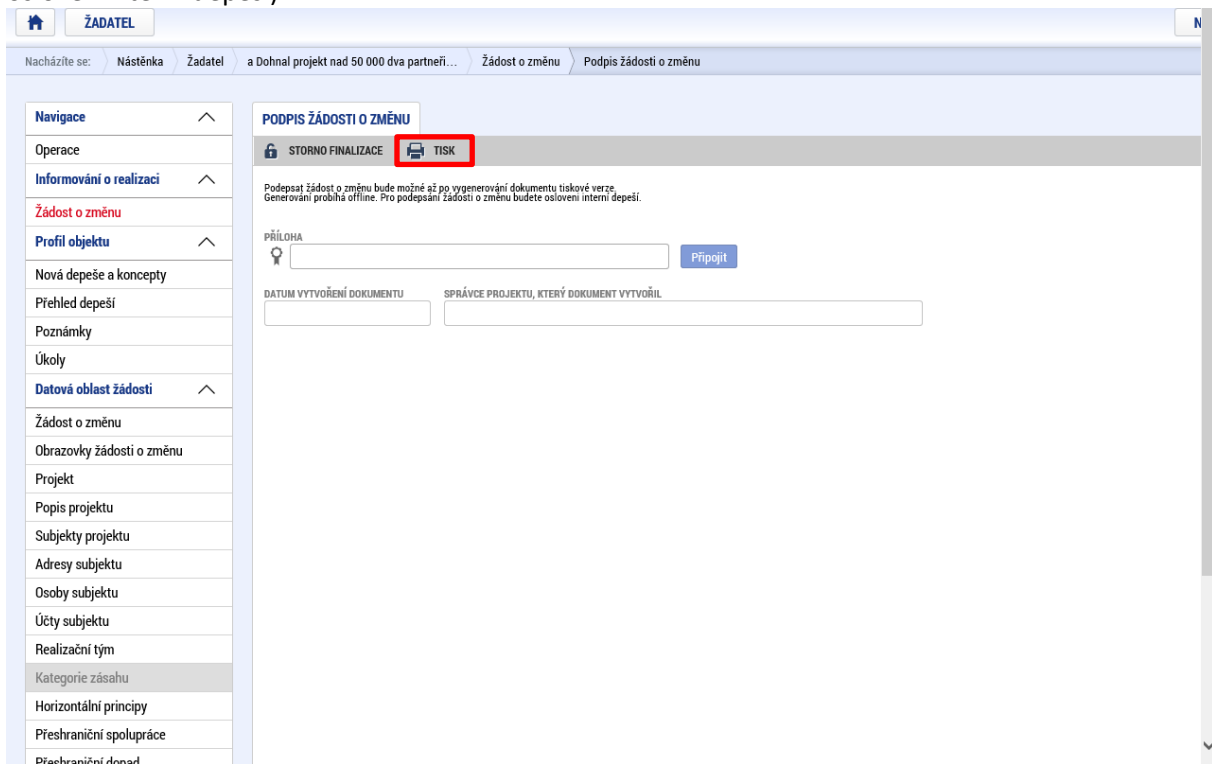 ŽADATEL
N
Nacházíte se: Nástěnka Žadatel a Dohnal projekt nad 50 000 dva partneři... Žádost o změnu Podpis žádosti o změnu
Navigace
Operace
Informování o realizaci
Žádost o změnu
Profil objektu
Nová depeše a koncepty
Přehled depeší
Poznámky
Úkoly
Datová oblast žádosti
Žádost o změnu
Obrazovky žádosti o změnu
Projekt
Popis projektu
Subjekty projektu
Adresy subjektu
Osoby subjektu
Účty subjektu
Realizační tým
Kategorie zásahu
Horizontální principy
Přeshraniční spolupráce
Přeshraniční dopad
PODPIS ŽÁDOSTI O ZMĚNU
STORNO FINALIZACE TISK
Podepsat žádost o změnu bude možné až po vygenerování dokumentu tiskové verze.
Generování probíhá offline. Pro podepsání žádosti o změnu budete osloveni interní depeší.
PŘÍLOHA
Připojit
DATUM VYTVOŘENÍ DOKUMENTU SPRÁVCE PROJEKTU, KTERÝ DOKUMENT VYTVOŘIL